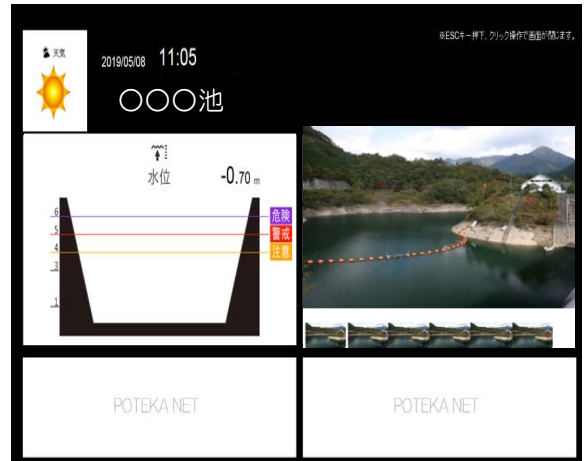 ※ESCキー押下、クリック操作で画面が閉じます。
天気
2019/05/08 11:05
〇〇〇池
水位 -0.70 m
6
5
4
3
1
危険
警戒
注意
POTEKA NET
POTEKA NET